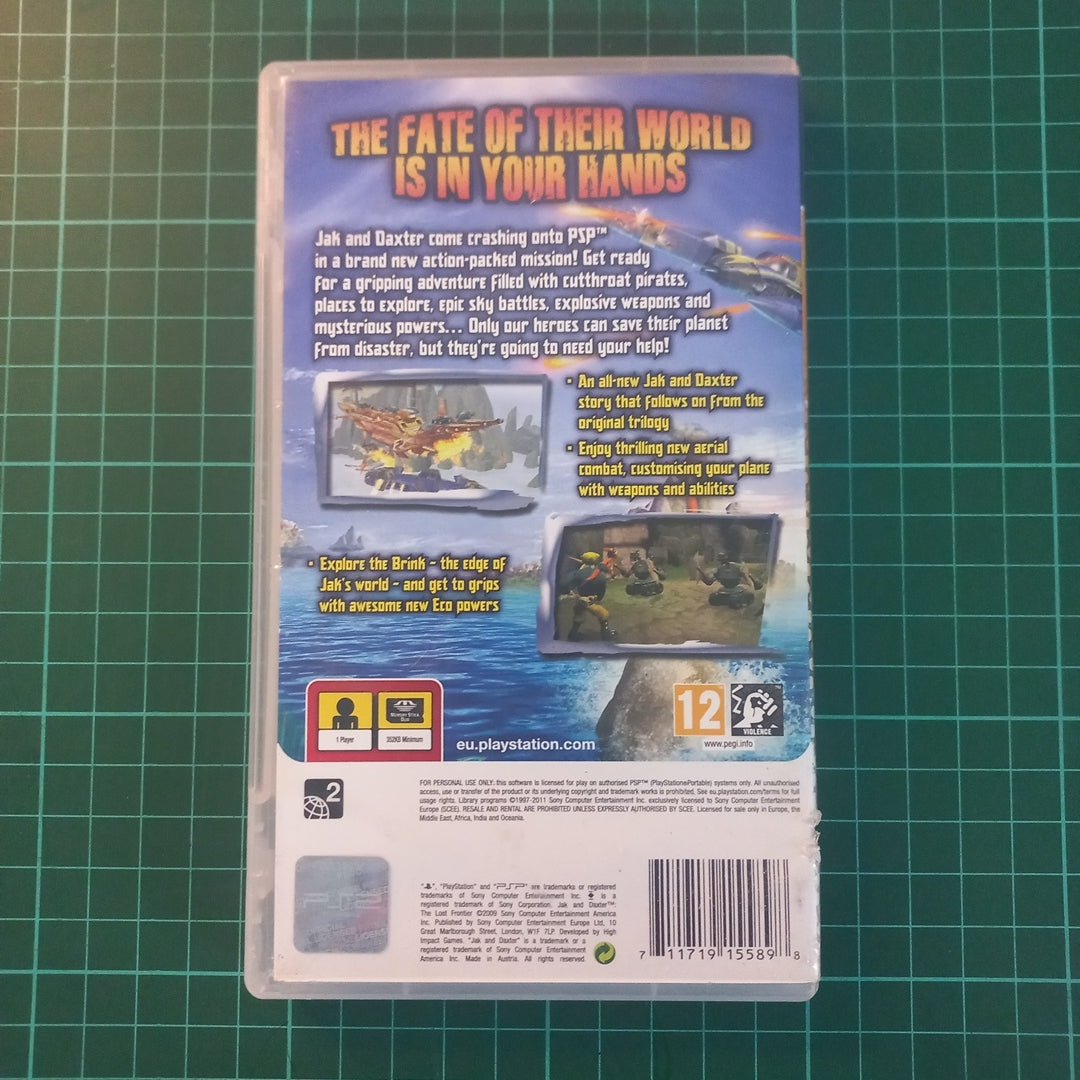 THE FATE OF THEIR WORLD
IS IN YOUR HANDS
Jak and Daxter come crashing onto PSP™
in a brand new action-packed mission! Get ready
for a gripping adventure filled with cutthroat pirates,
places to explore, epic sky battles, explosive weapons and
mysterious powers... Only our heroes can save their planet
from disaster, but they're going to need your help!
• An all-new Jak and Daxter
story that follows on from the
original trilogy
• Enjoy thrilling new aerial
combat, customising your plane
with weapons and abilities
• Explore the Brink - the edge of
Jak's world - and get to grips
with awesome new Eco powers
1 Player
MEMORY STICK
DUO
352KB Minimum
eu.playstation.com
12
VIOLENCE
www.pegi.info
2
FOR PERSONAL USE ONLY: this software is licensed for play on authorised PSP™ (PlayStation®Portable) systems only. All unauthorised
access, use or transfer of the product or its underlying copyright and trademark works is prohibited. See eu.playstation.com/terms for full
usage rights. Library programs ©1997-2011 Sony Computer Entertainment Inc. exclusively licensed to Sony Computer Entertainment
Europe (SCEE). RESALE AND RENTAL ARE PROHIBITED UNLESS EXPRESSLY AUTHORISED BY SCEE. Licensed for sale only in Europe, the
Middle East, Africa, India and Oceania.
PSP
" ", "PlayStation" and "PSP" are trademarks or registered
trademarks of Sony Computer Entertainment Inc. is a
registered trademark of Sony Corporation. Jak and Daxter™:
The Lost Frontier ©2009 Sony Computer Entertainment America
Inc. Published by Sony Computer Entertainment Europe Ltd, 10
Great Marlborough Street, London, W1F 7LP. Developed by High
Impact Games. "Jak and Daxter" is a trademark or a
registered trademark of Sony Computer Entertainment
America Inc. Made in Austria. All rights reserved.
7 11719 15589 8